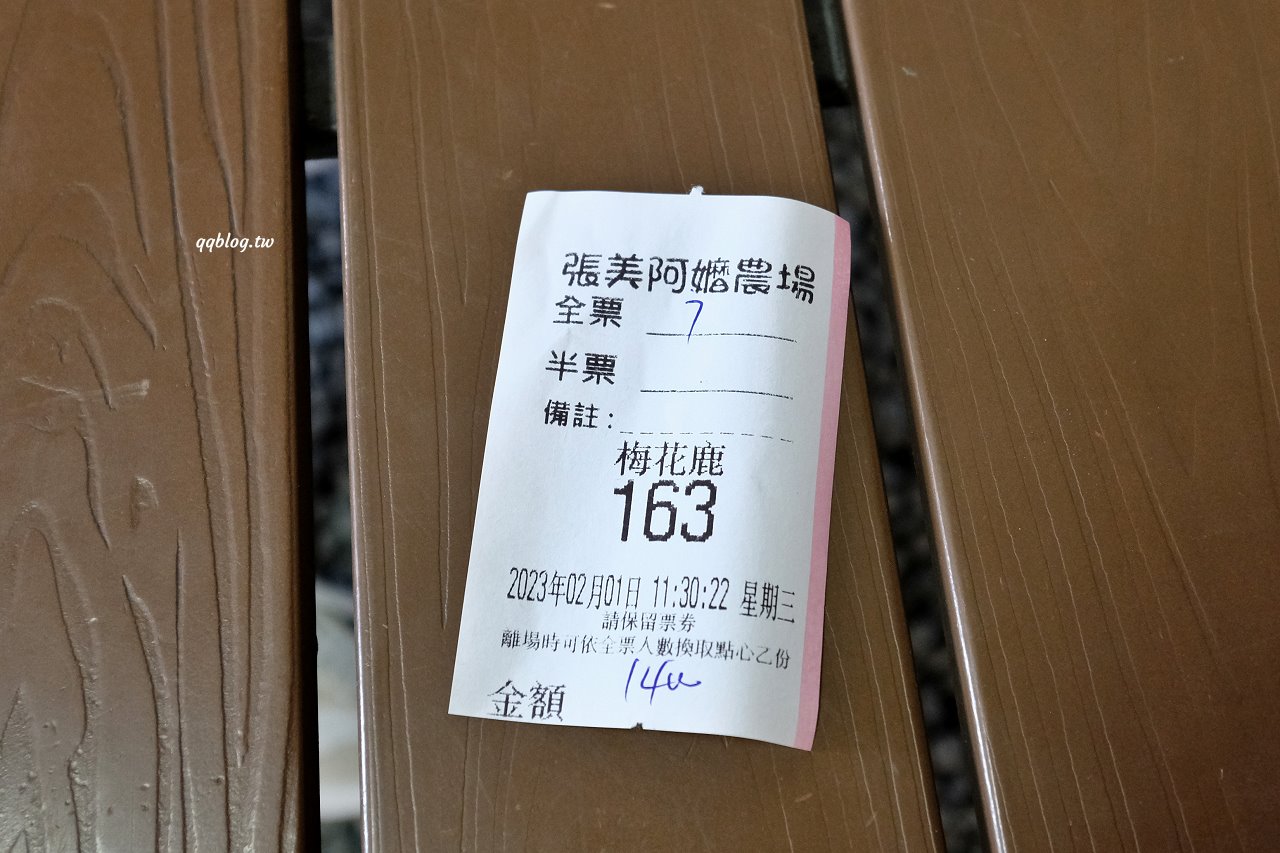 qqblog.tw
張美阿嬤農場
全票 7
半票
備註：
梅花鹿
163
2023年02月01日 11:30:22 星期三
請保留票券
離場時可依全票人數換取點心乙份
金額